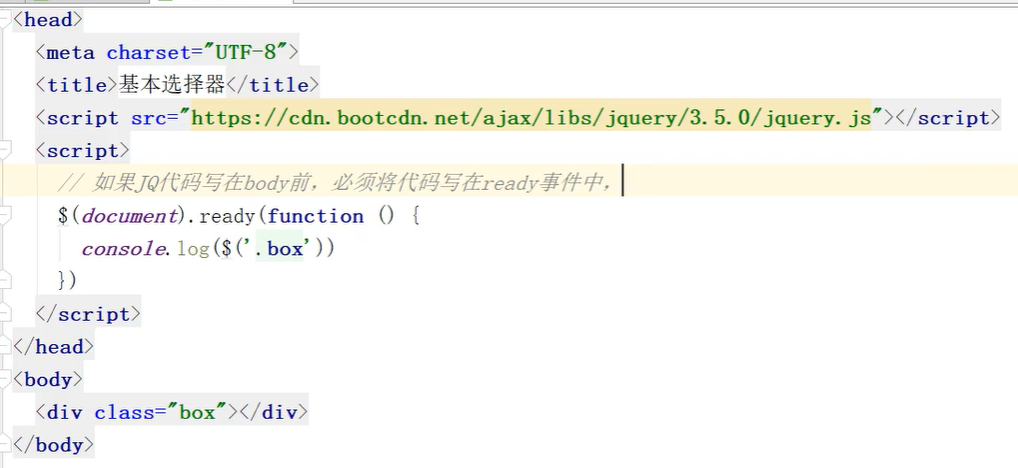 <head>
<meta charset="UTF-8">
<title>基本选择器</title>
<script src="https://cdn.bootcdn.net/ajax/libs/jquery/3.5.0/jquery.js"></script>
<script>
// 如果JQ代码写在body前，必须将代码写在ready事件中，
$(document).ready(function () {
console.log($('.box'))
})
</script>
</head>
<body>
<div class="box"></div>
</body>